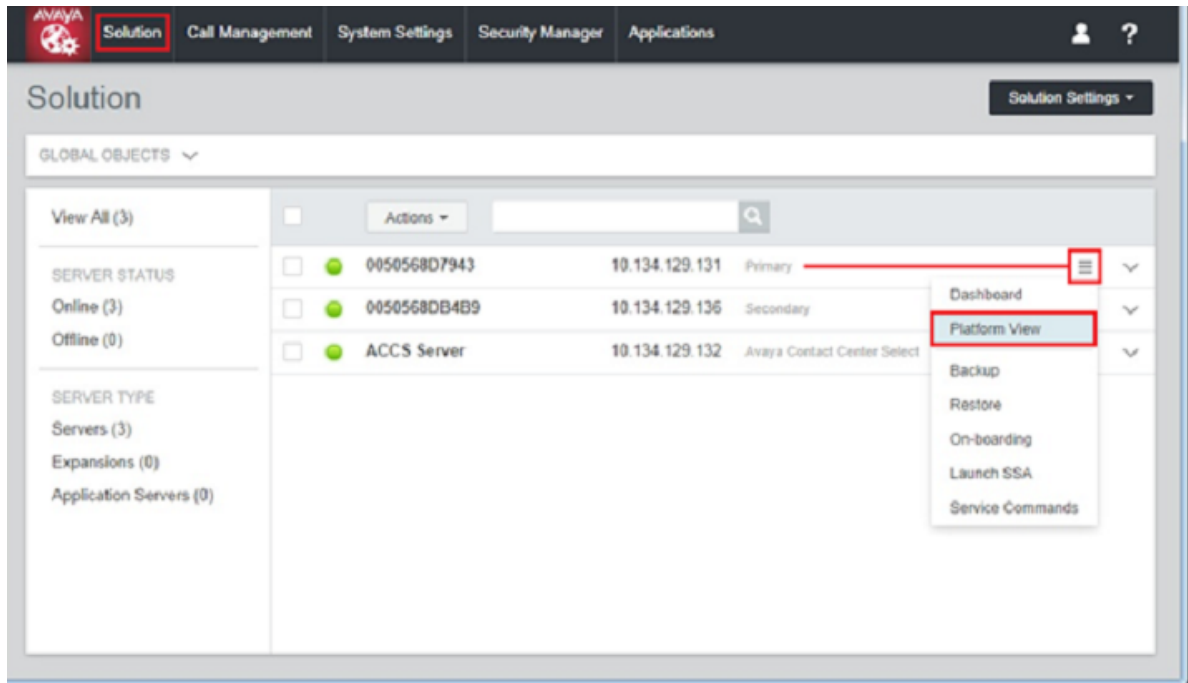 AVAYA
Solution Call Management System Settings Security Manager Applications ?
Solution
Solution Settings
GLOBAL OBJECTS
View All (3)
Actions
SERVER STATUS
Online (3)
Offline (0)
SERVER TYPE
Servers (3)
Expansions (0)
Application Servers (0)
0050568D7943 10.134.129.131 Primary
0050568DB4B9 10.134.129.136 Secondary
ACCS Server 10.134.129.132 Avaya Contact Center Select
Dashboard
Platform View
Backup
Restore
On-boarding
Launch SSA
Service Commands